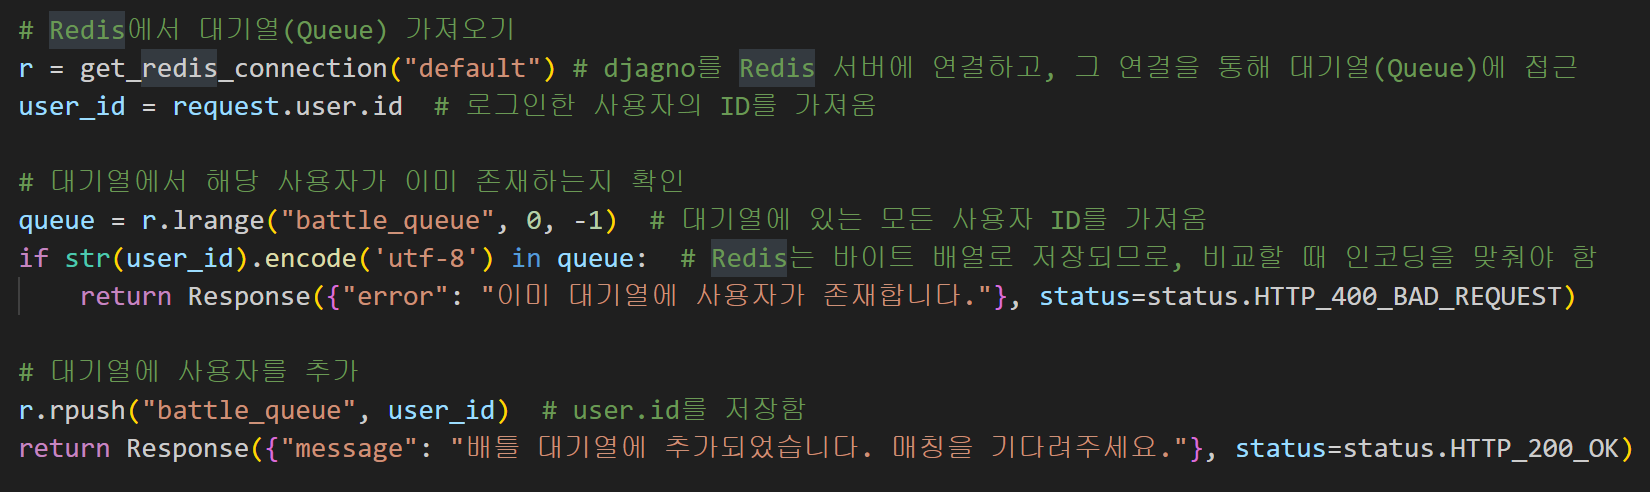 # Redis에서 대기열(Queue) 가져오기
r = get_redis_connection("default") # djagno를 Redis 서버에 연결하고, 그 연결을 통해 대기열(Queue)에 접근
user_id = request.user.id  # 로그인한 사용자의 ID를 가져옴
# 대기열에서 해당 사용자가 이미 존재하는지 확인
queue = r.lrange("battle_queue", 0, -1)  # 대기열에 있는 모든 사용자 ID를 가져옴
if str(user_id).encode('utf-8') in queue:  # Redis는 바이트 배열로 저장되므로, 비교할 때 인코딩을 맞춰야 함
    return Response({"error": "이미 대기열에 사용자가 존재합니다."}, status=status.HTTP_400_BAD_REQUEST)
# 대기열에 사용자를 추가
r.rpush("battle_queue", user_id)  # user.id를 저장함
return Response({"message": "배틀 대기열에 추가되었습니다. 매칭을 기다려주세요."}, status=status.HTTP_200_OK)